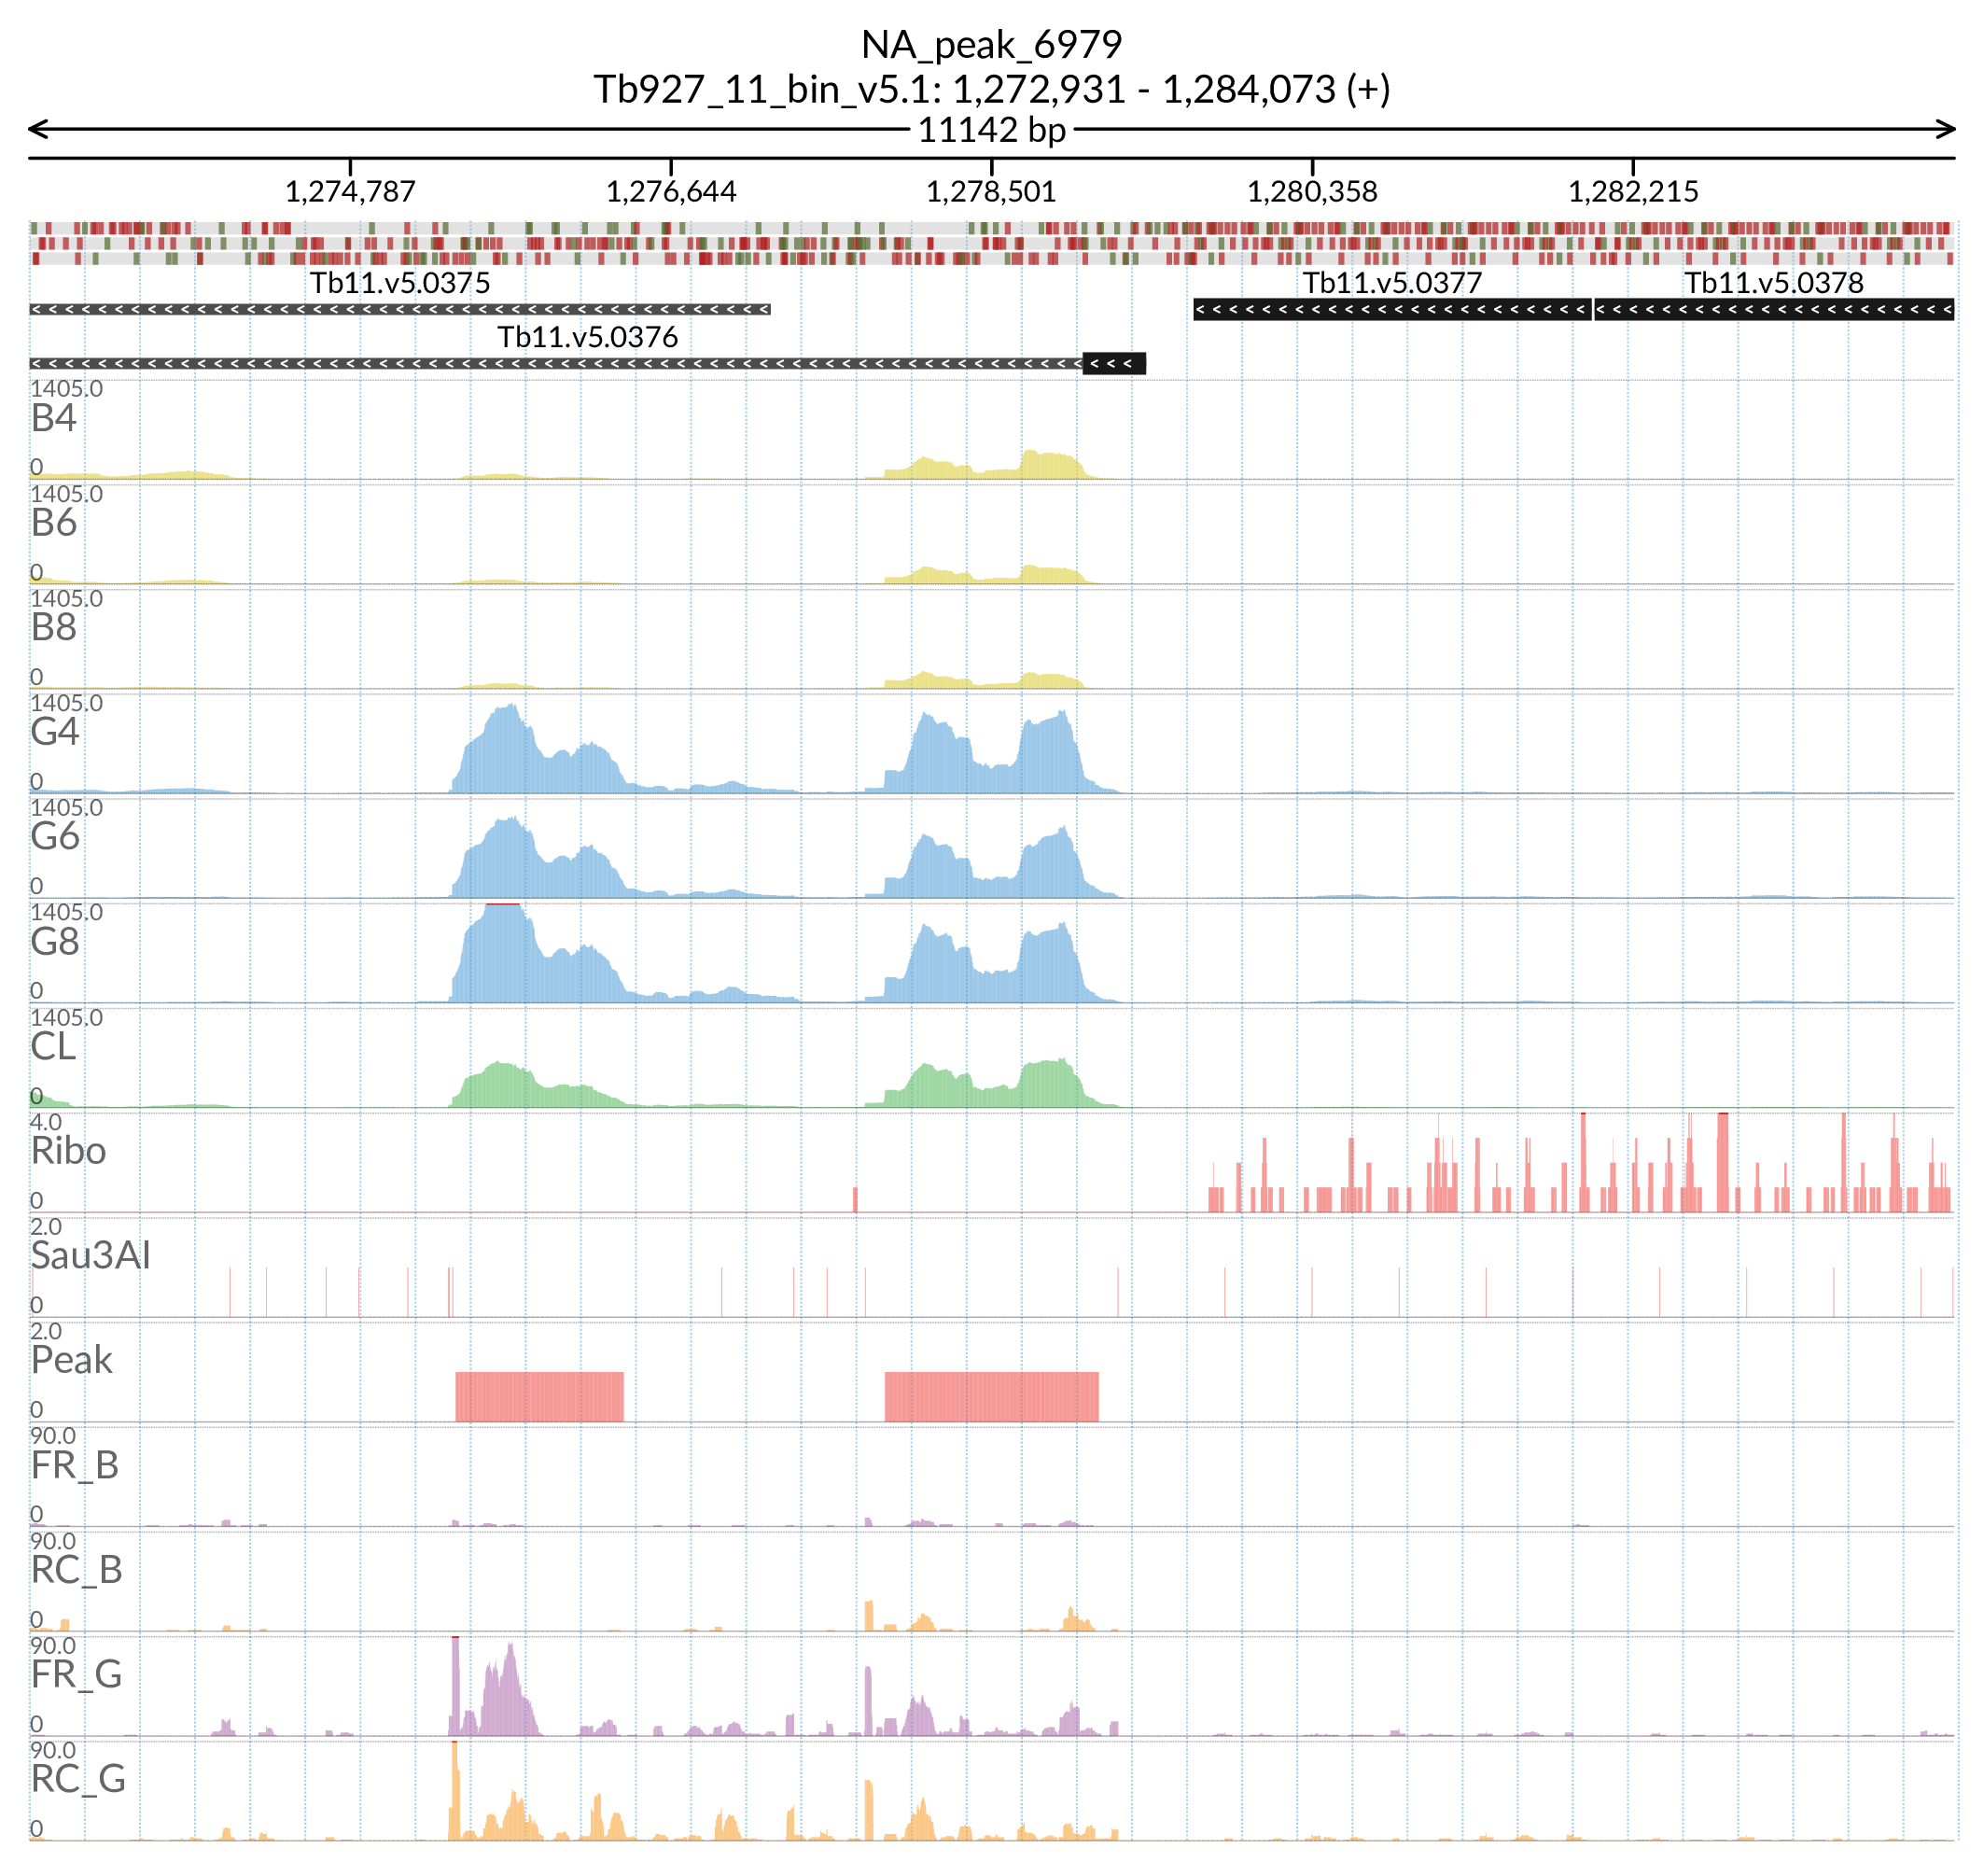 NA_peak_6979
Tb927_11_bin_v5.1: 1,272,931 - 1,284,073 (+)
11142 bp
1,274,787 1,276,644 1,278,501 1,280,358 1,282,215
Tb11.v5.0375 Tb11.v5.0377 Tb11.v5.0378
Tb11.v5.0376
1405.0
B4
0
1405.0
B6
0
1405.0
B8
0
1405.0
G4
0
1405.0
G6
0
1405.0
G8
0
1405.0
CL
0
4.0
Ribo
0
2.0
Sau3AI
0
2.0
Peak
0
90.0
FR_B
0
90.0
RC_B
0
90.0
FR_G
0
90.0
RC_G
0